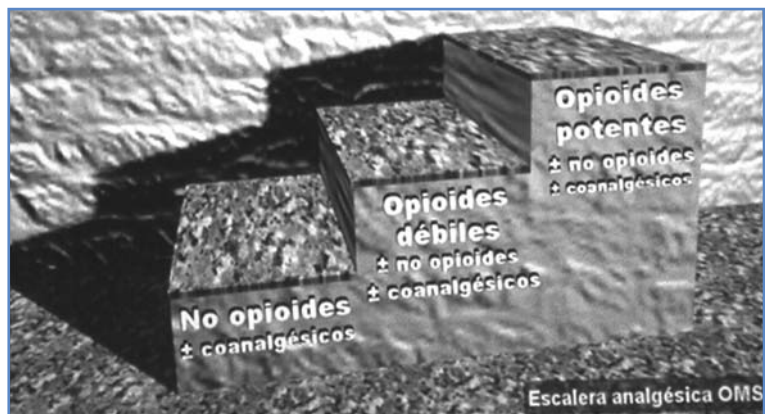 No opioides
± coanalgésicos
Opioides
débiles
± no opioides
± coanalgésicos
Opioides
potentes
± no opioides
± coanalgésicos
Escalera analgésica OMS